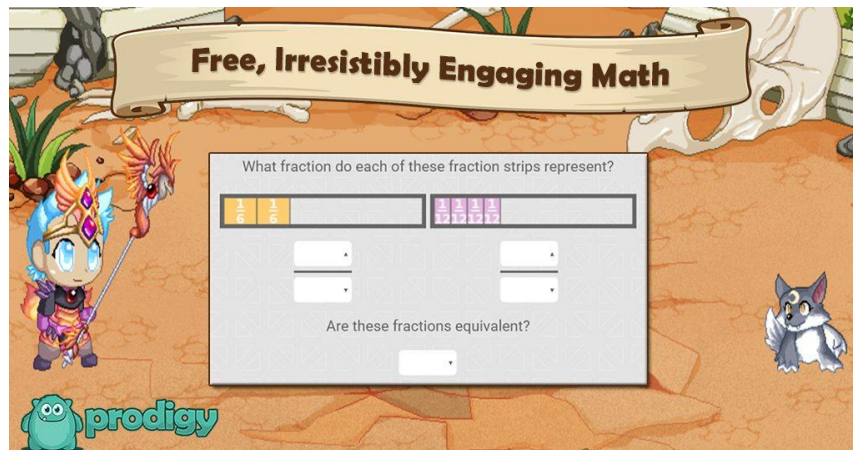 Free, Irresistibly Engaging Math
What fraction do each of these fraction strips represent?
1 1 1 1 1 1
6 6 12 12 12 12
Are these fractions equivalent?
prodigy